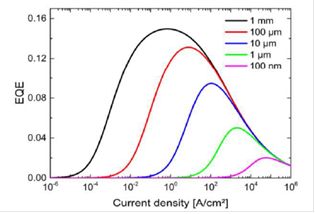 0.16
0.12
0.08
0.04
0.00
EQE
1 mm
100 µm
10 µm
1 µm
100 nm
10⁻⁶ 10⁻⁴ 10⁻² 10⁰ 10² 10⁴ 10⁶
Current density [A/cm²]